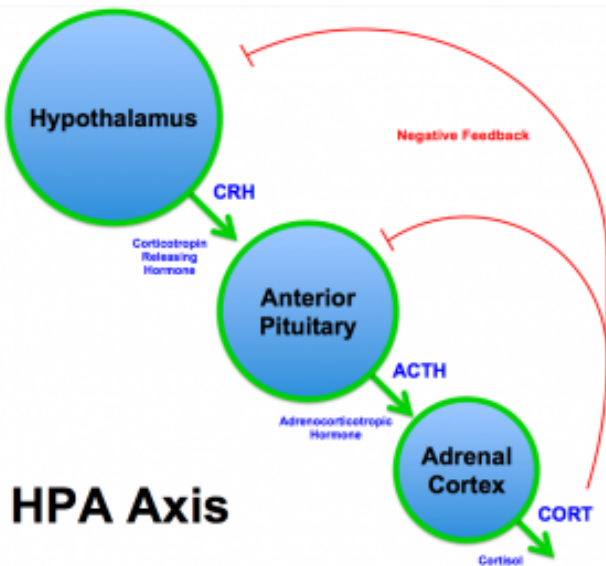 Hypothalamus
Negative Feedback
CRH
Corticotropin
Releasing
Hormone
Anterior
Pituitary
ACTH
Adrenocorticotropic
Hormone
Adrenal
Cortex
HPA Axis
CORT
Cortisol